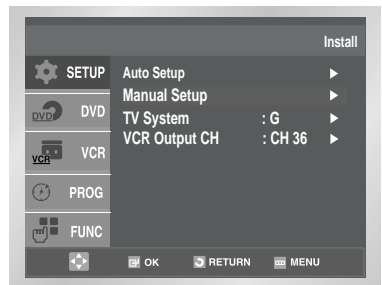 Install
SETUP
DVD
DVD
VCR
VCR
PROG
FUNC
Auto Setup
Manual Setup
TV System : G
VCR Output CH : CH 36
OK RETURN MENU